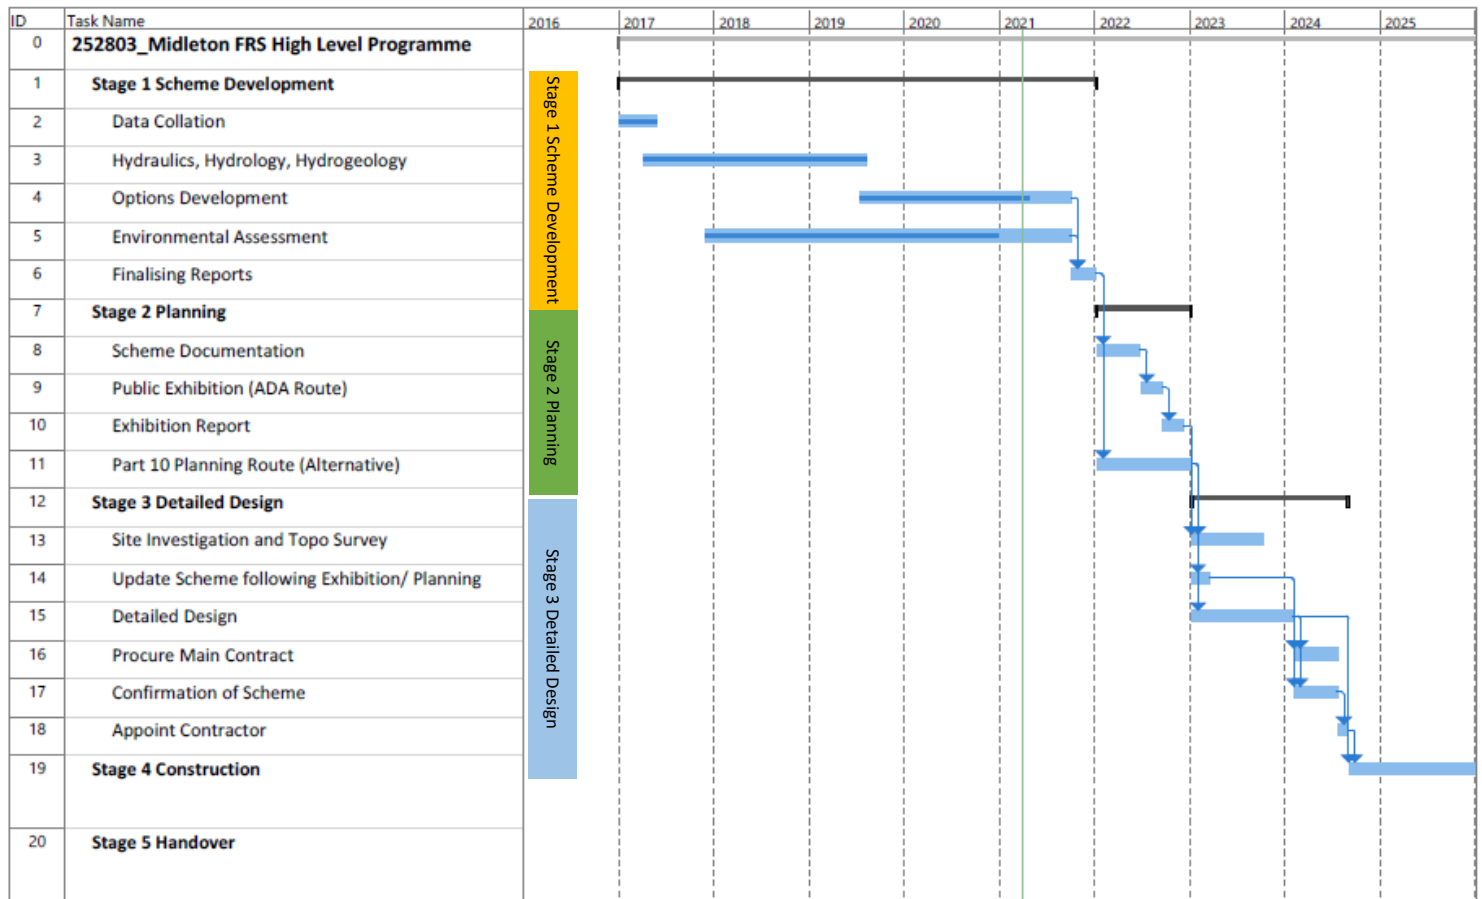 ID Task Name 2016 2017 2018 2019 2020 2021 2022 2023 2024 2025
0 252803_Midleton FRS High Level Programme
1 Stage 1 Scheme Development
2 Data Collation
3 Hydraulics, Hydrology, Hydrogeology
4 Options Development
5 Environmental Assessment
6 Finalising Reports
7 Stage 2 Planning
8 Scheme Documentation
9 Public Exhibition (ADA Route)
10 Exhibition Report
11 Part 10 Planning Route (Alternative)
12 Stage 3 Detailed Design
13 Site Investigation and Topo Survey
14 Update Scheme following Exhibition/ Planning
15 Detailed Design
16 Procure Main Contract
17 Confirmation of Scheme
18 Appoint Contractor
19 Stage 4 Construction
20 Stage 5 Handover
Stage 1 Scheme Development
Stage 2 Planning
Stage 3 Detailed Design